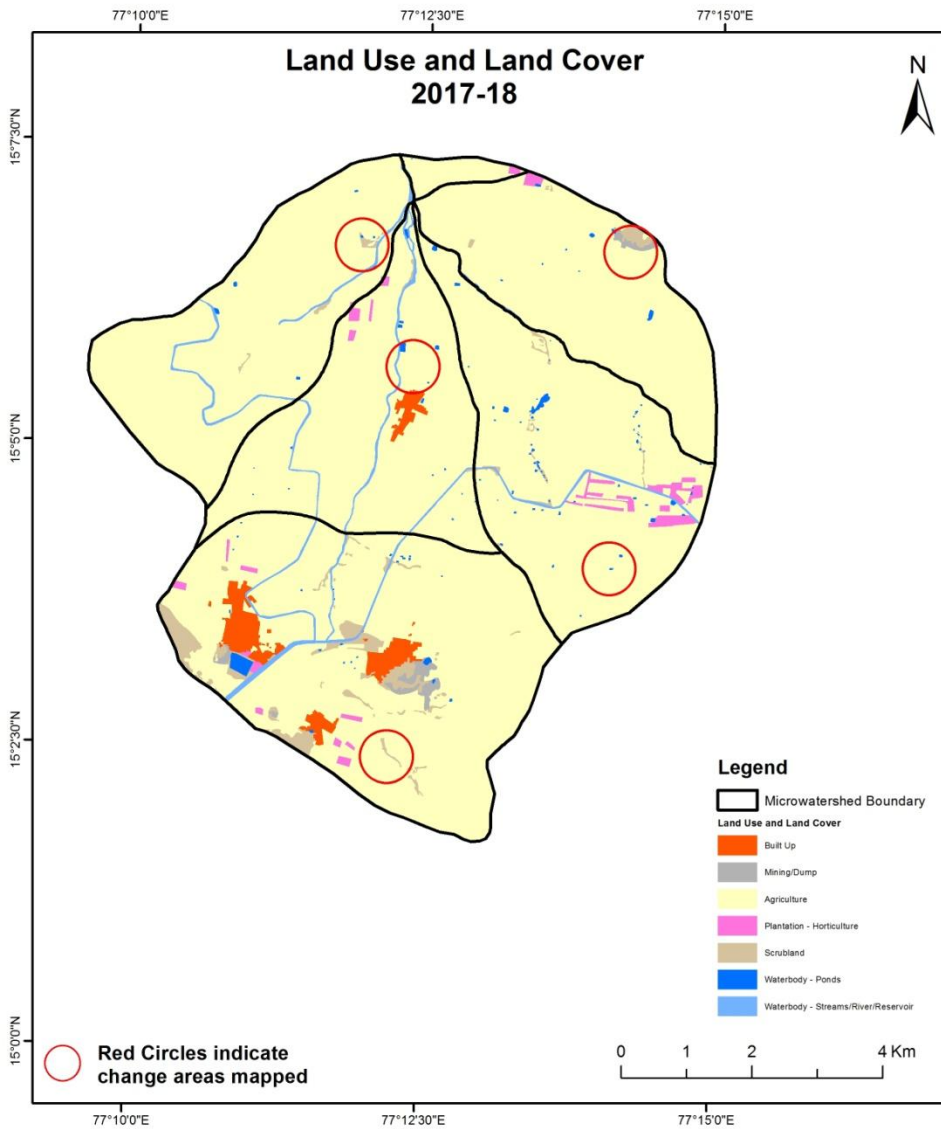 77°10'0"E 77°12'30"E 77°15'0"E
Land Use and Land Cover
2017-18
N
15°7'30"N
15°5'0"N
15°2'30"N
15°0'0"N
Legend
Microwatershed Boundary
Land Use and Land Cover
Built Up
Mining/Dump
Agriculture
Plantation - Horticulture
Scrubland
Waterbody - Ponds
Waterbody - Streams/River/Reservoir
Red Circles indicate
change areas mapped
0 1 2 4 Km
77°10'0"E 77°12'30"E 77°15'0"E